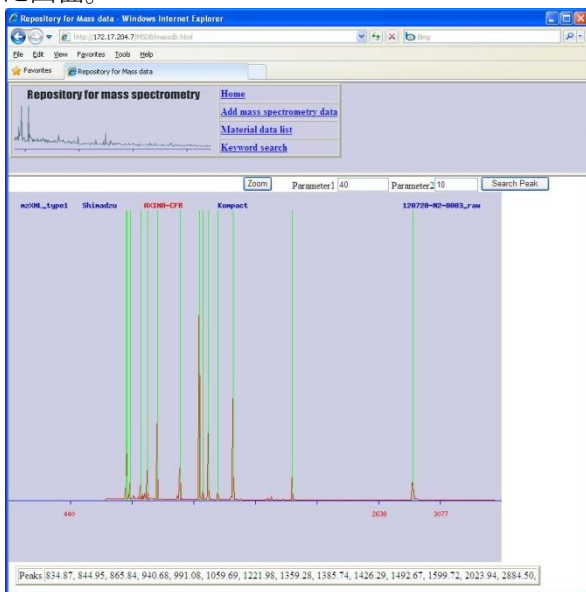 定画面。
Repository for Mass data - Windows Internet Explorer
http://172.17.204.7/MSDB/massdb.html
Bing
File Edit View Favorites Tools Help
Favorites Repository for Mass data
Repository for mass spectrometry
Home
Add mass spectrometry data
Material data list
Keyword search
Zoom Parameter1 40 Parameter2 10 Search Peak
mzXML_type1 Shimadzu AXIMA-CFR Kompact 120720-N2-0003_raw
440 2638 3077
Peaks 834.87, 844.95, 865.84, 940.68, 991.08, 1059.69, 1221.98, 1359.28, 1385.74, 1426.29, 1492.67, 1599.72, 2023.94, 2884.50,